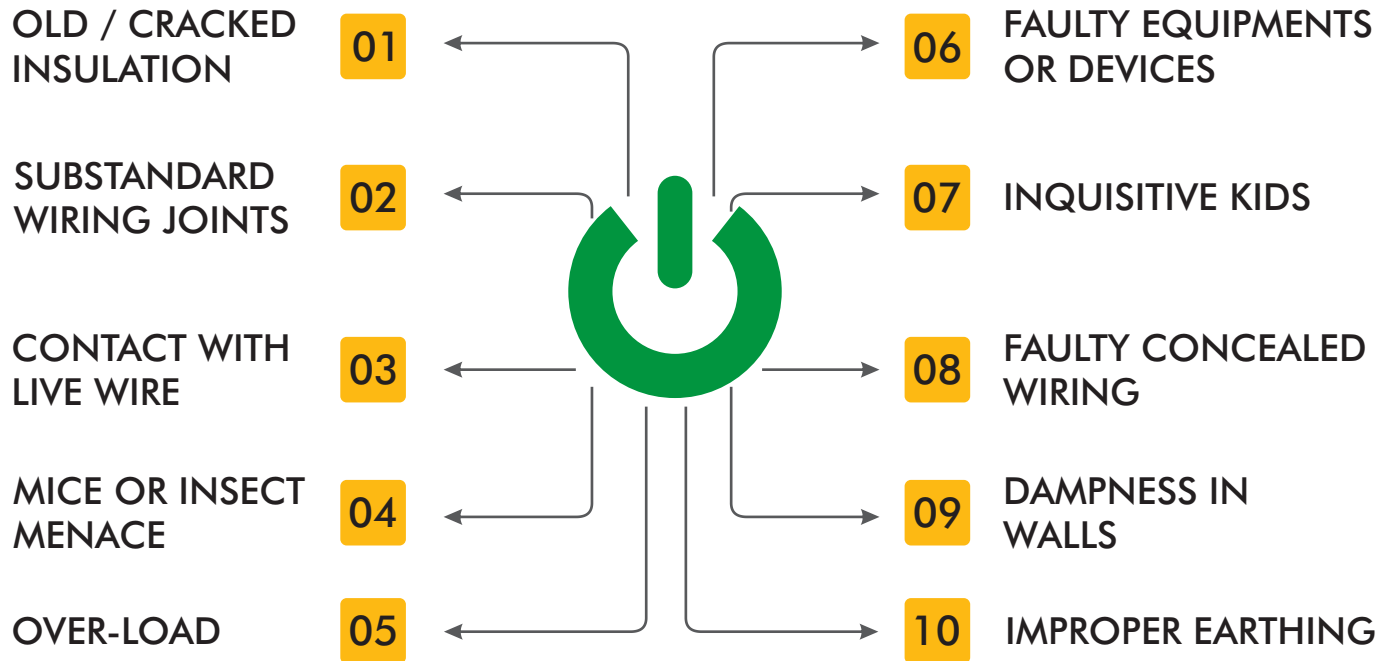 OLD / CRACKED
INSULATION
01
SUBSTANDARD
WIRING JOINTS
02
CONTACT WITH
LIVE WIRE
03
MICE OR INSECT
MENACE
04
OVER-LOAD
05
06
FAULTY EQUIPMENTS
OR DEVICES
07
INQUISITIVE KIDS
08
FAULTY CONCEALED
WIRING
09
DAMPNESS IN
WALLS
10
IMPROPER EARTHING